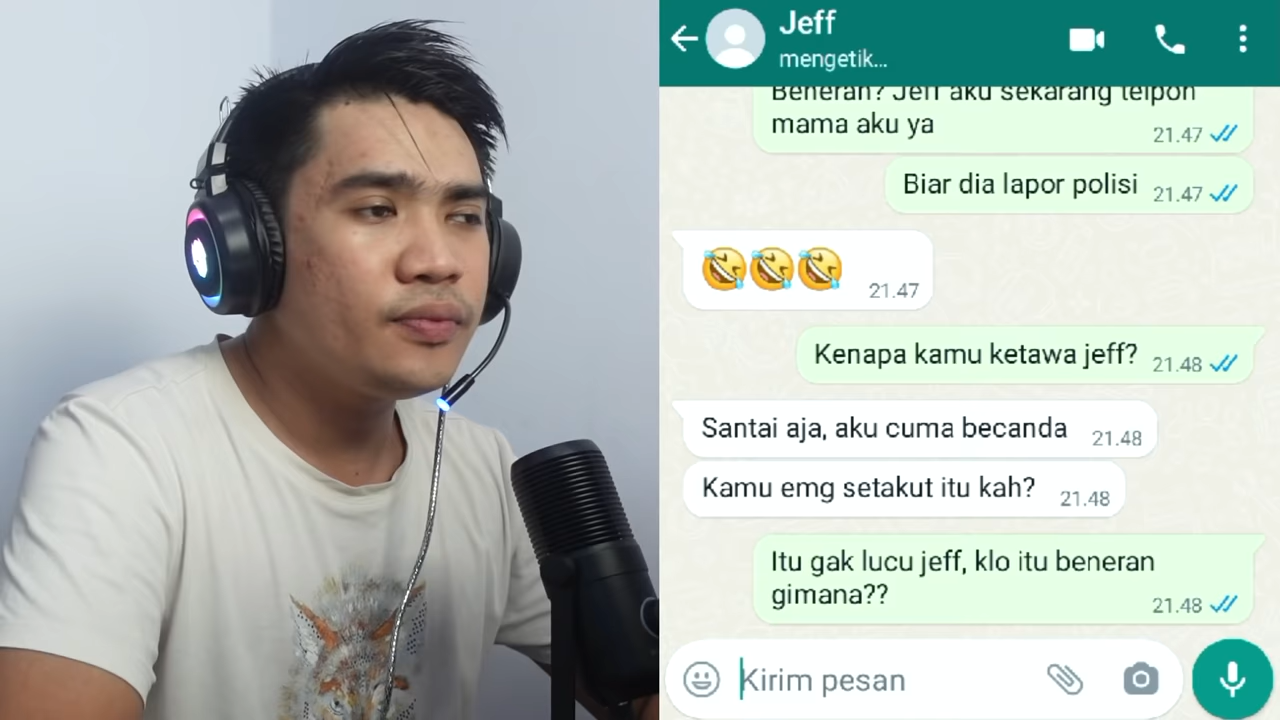 Jeff
mengetik...
Beneran? Jeff aku sekarang telpon
mama aku ya
21.47
Biar dia lapor polisi 21.47
21.47
Kenapa kamu ketawa jeff? 21.48
Santai aja, aku cuma becanda 21.48
Kamu emg setakut itu kah? 21.48
Itu gak lucu jeff, klo itu beneran
gimana??
21.48
Kirim pesan